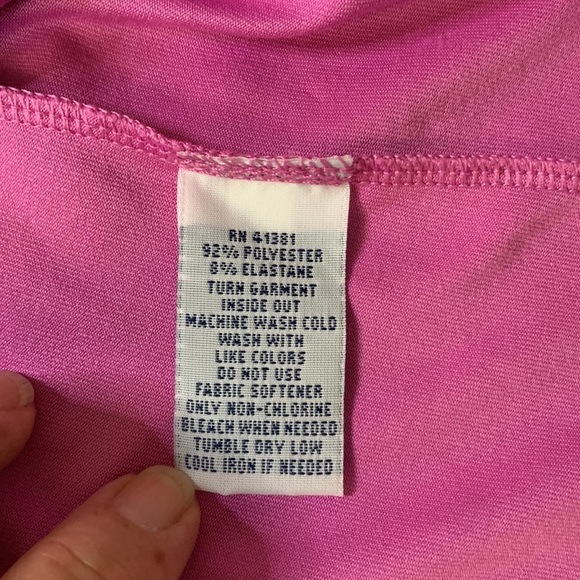 RN 41381
92% POLYESTER
8% ELASTANE
TURN GARMENT
INSIDE OUT
MACHINE WASH COLD
WASH WITH
LIKE COLORS
DO NOT USE
FABRIC SOFTENER
ONLY NON-CHLORINE
BLEACH WHEN NEEDED
TUMBLE DRY LOW
COOL IRON IF NEEDED